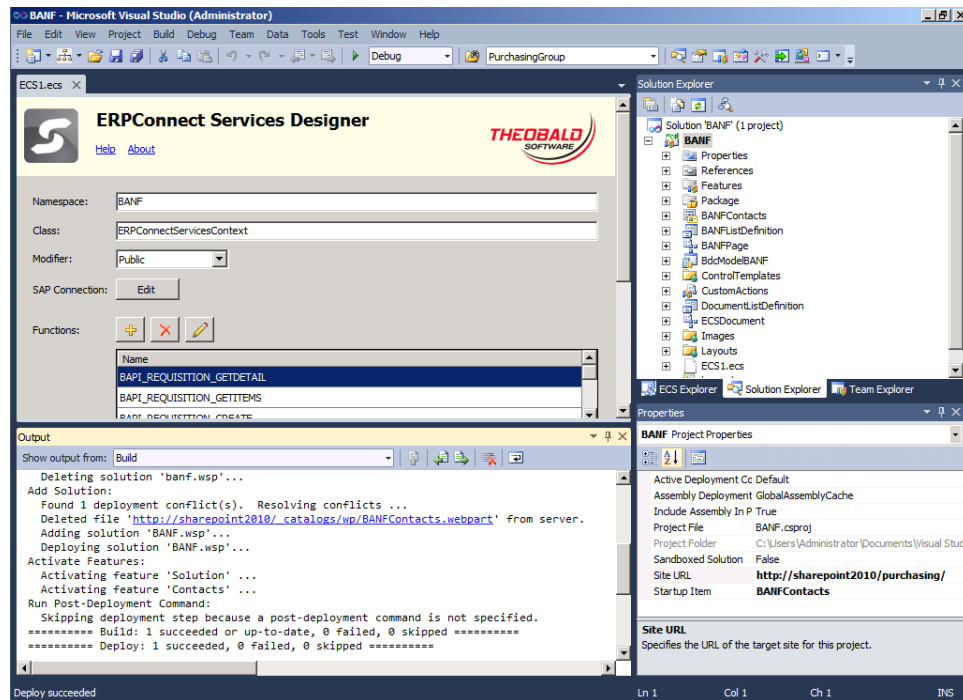 BANF - Microsoft Visual Studio (Administrator)
File Edit View Project Build Debug Team Data Tools Test Window Help
Debug PurchasingGroup
ECS1.ecs
ERPConnect Services Designer
Help About
THEOBALD
SOFTWARE
Namespace: BANF
Class: ERPConnectServicesContext
Modifier: Public
SAP Connection: Edit
Functions:
Name
BAPI_REQUISITION_GETDETAIL
BAPI_REQUISITION_GETITEMS
BAPI_REQUISITION_CREATE
Output
Show output from: Build
Deleting solution 'banf.wsp'...
Add Solution:
Found 1 deployment conflict(s). Resolving conflicts ...
Deleted file 'http://sharepoint2010/_catalogs/wp/BANFContacts.webpart' from server.
Adding solution 'BANF.wsp'...
Deploying solution 'BANF.wsp'...
Activate Features:
Activating feature 'Solution' ...
Activating feature 'Contacts' ...
Run Post-Deployment Command:
Skipping deployment step because a post-deployment command is not specified.
========== Build: 1 succeeded or up-to-date, 0 failed, 0 skipped ==========
========== Deploy: 1 succeeded, 0 failed, 0 skipped ==========
Solution Explorer
Solution 'BANF' (1 project)
BANF
Properties
References
Features
Package
BANFContacts
BANFListDefinition
BANFPage
BdcModelBANF
ControlTemplates
CustomActions
DocumentListDefinition
ECSDocument
Images
Layouts
ECS1.ecs
ECS Explorer Solution Explorer Team Explorer
Properties
BANF Project Properties
Active Deployment Cc Default
Assembly Deployment GlobalAssemblyCache
Include Assembly In P True
Project File BANF.csproj
Project Folder C:\Users\Administrator\Documents\Visual Stud
Sandboxed Solution False
Site URL http://sharepoint2010/purchasing/
Startup Item BANFContacts
Site URL
Specifies the URL of the target site for this project.
Deploy succeeded Ln 1 Col 1 Ch 1 INS